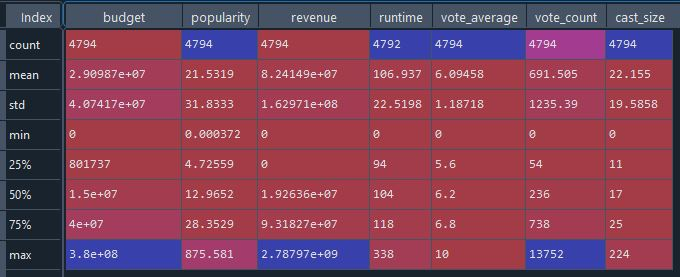 Index budget popularity revenue runtime vote_average vote_count cast_size
count 4794 4794 4794 4792 4794 4794 4794
mean 2.90987e+07 21.5319 8.24149e+07 106.937 6.09458 691.505 22.155
std 4.07417e+07 31.8333 1.62971e+08 22.5198 1.18718 1235.39 19.5858
min 0 0.000372 0 0 0 0 0
25% 801737 4.72559 0 94 5.6 54 11
50% 1.5e+07 12.9652 1.92636e+07 104 6.2 236 17
75% 4e+07 28.3529 9.31827e+07 118 6.8 738 25
max 3.8e+08 875.581 2.78797e+09 338 10 13752 224